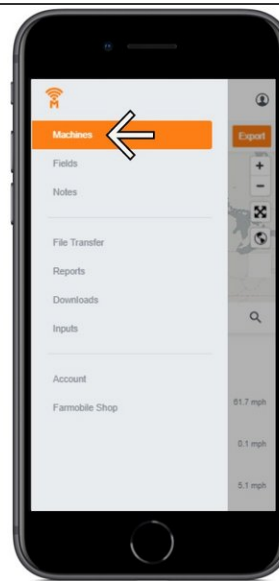 Machines
Export
Fields
Notes
File Transfer
Reports
Downloads
Inputs
Account
Farmobile Shop
61.7 mph
0.1 mph
5.1 mph